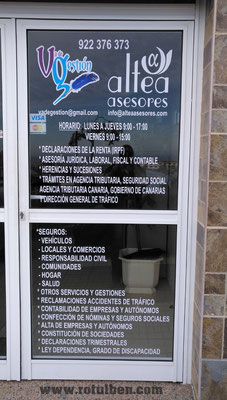 922 376 373
V de Gestión
altea
asesores
vgdegestion@gmail.com
info@alteaasesores.com
VISA
HORARIO: LUNES A JUEVES 9:00 - 17:00
VIERNES 9:00 - 15:00
* DECLARACIONES DE LA RENTA (IRPF)
* ASESORÍA JURÍDICA, LABORAL, FISCAL Y CONTABLE
* HERENCIAS Y SUCESIONES
* TRÁMITES EN AGENCIA TRIBUTARIA, SEGURIDAD SOCIAL
AGENCIA TRIBUTARIA CANARIA, GOBIERNO DE CANARIAS
* DIRECCIÓN GENERAL DE TRÁFICO
*SEGUROS:
- VEHÍCULOS
- LOCALES Y COMERCIOS
- RESPONSABILIDAD CIVIL
- COMUNIDADES
- HOGAR
- SALUD
* OTROS SERVICIOS Y GESTIONES
* RECLAMACIONES ACCIDENTES DE TRÁFICO
* CONTABILIDAD DE EMPRESAS Y AUTÓNOMOS
* CONFECCIÓN DE NÓMINAS Y SEGUROS SOCIALES
* ALTA DE EMPRESAS Y AUTÓNOMOS
* CONSTITUCIÓN DE SOCIEDADES
* DECLARACIONES TRIMESTRALES
* LEY DEPENDENCIA, GRADO DE DISCAPACIDAD
www.rotulben.com